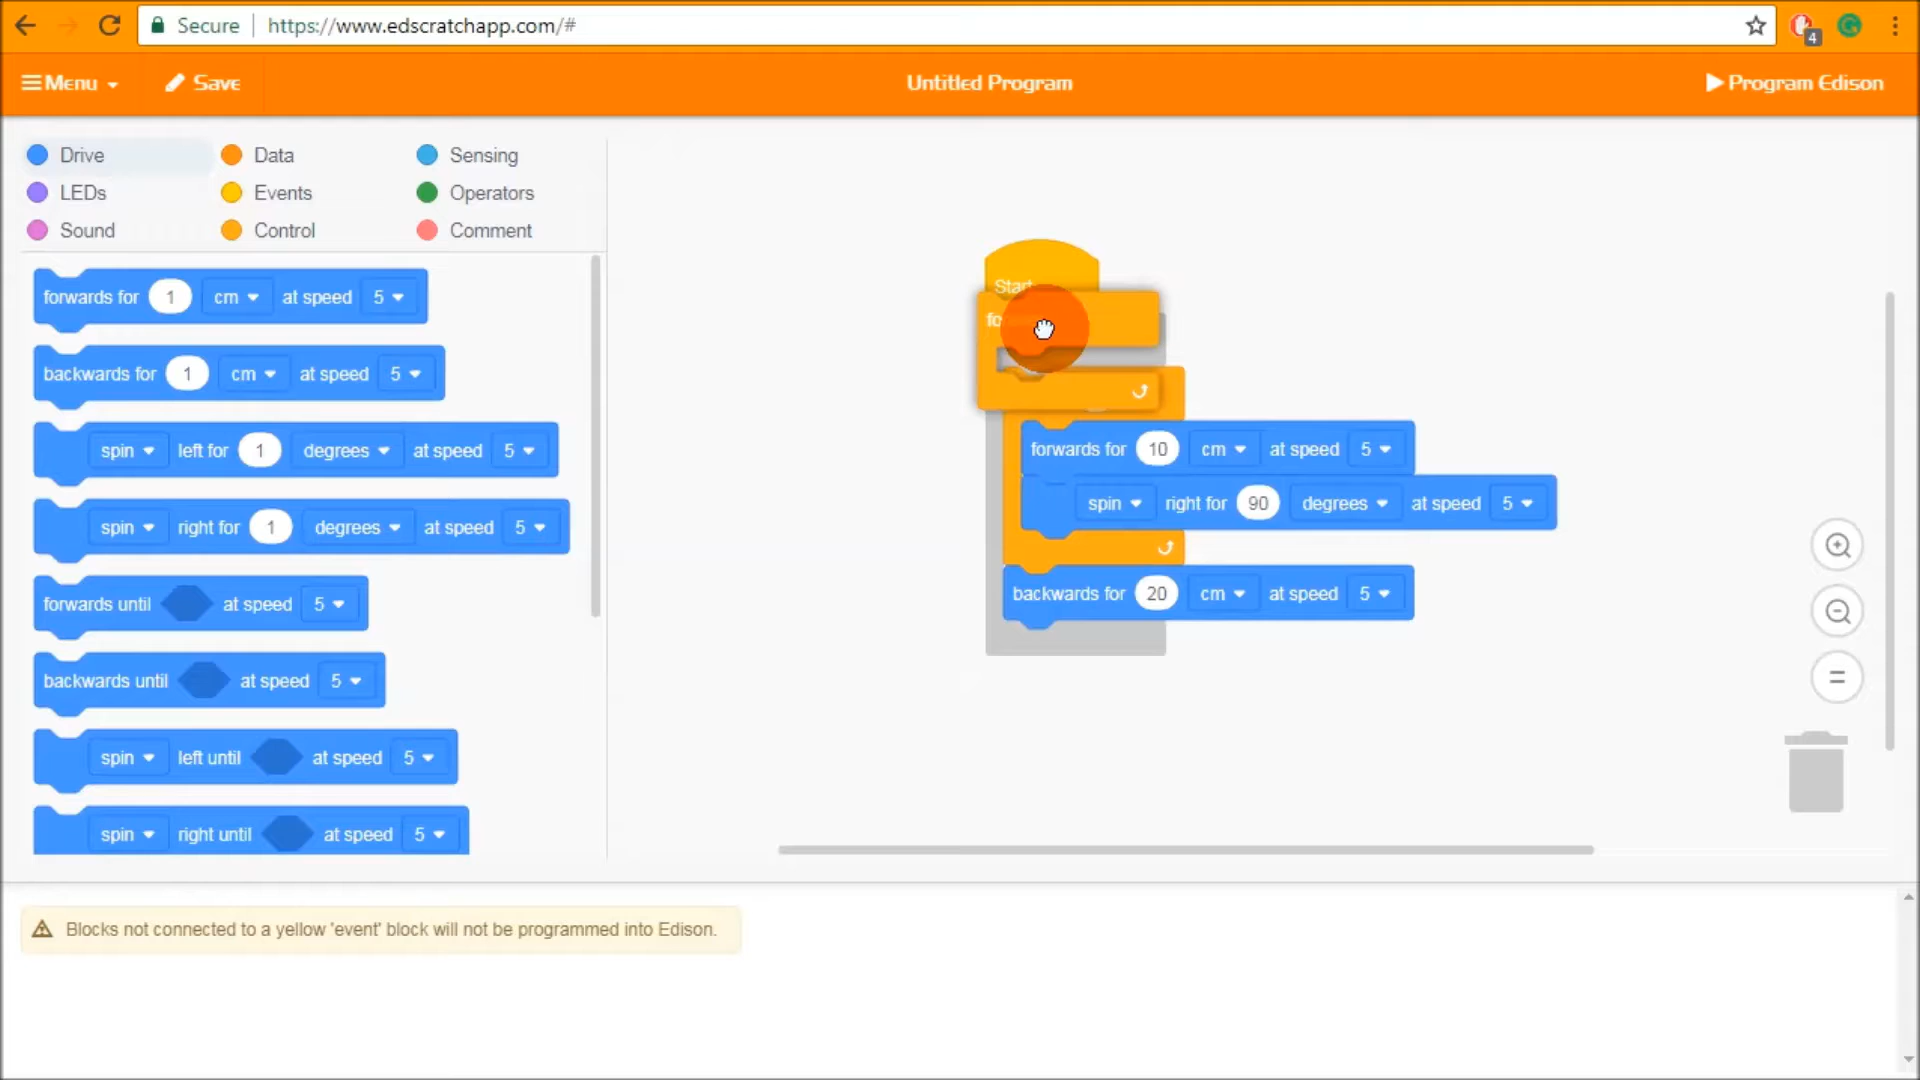 Secure https://www.edscratchapp.com/#
4
Menu Save Untitled Program Program Edison
Drive Data Sensing
LEDs Events Operators
Sound Control Comment
forwards for 1 cm at speed 5
backwards for 1 cm at speed 5
spin left for 1 degrees at speed 5
spin right for 1 degrees at speed 5
forwards until at speed 5
backwards until at speed 5
spin left until at speed 5
spin right until at speed 5
Start
forwards for 10 cm at speed 5
spin right for 90 degrees at speed 5
backwards for 20 cm at speed 5
Blocks not connected to a yellow 'event' block will not be programmed into Edison.